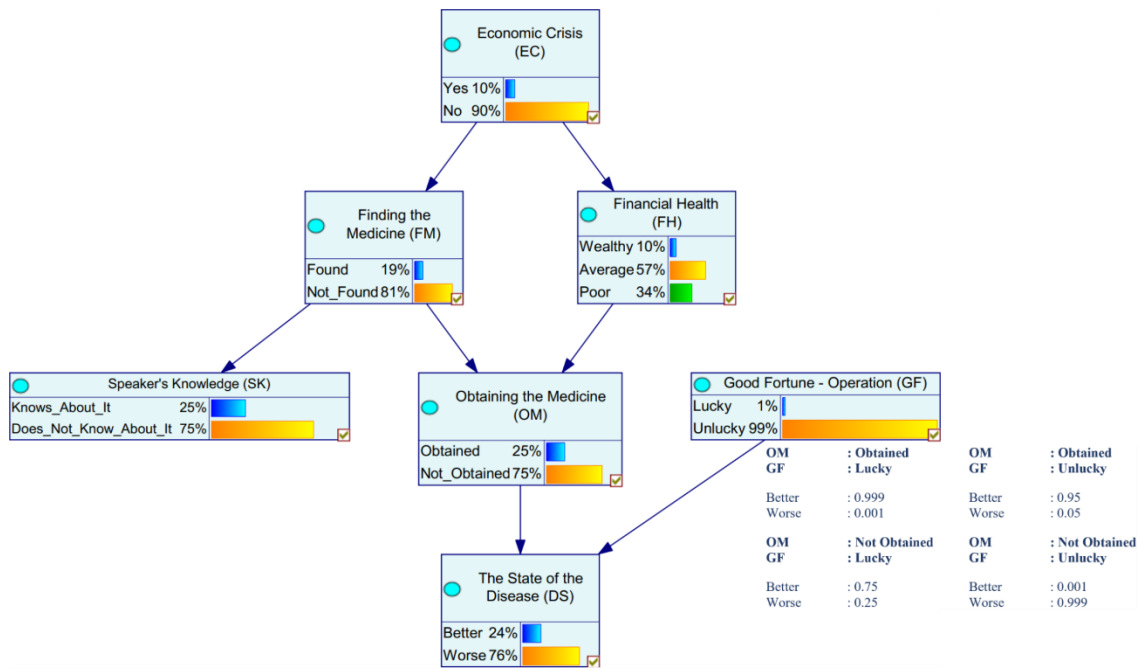 Economic Crisis
(EC)
Yes 10%
No 90%
Finding the
Medicine (FM)
Found 19%
Not_Found 81%
Financial Health
(FH)
Wealthy 10%
Average 57%
Poor 34%
Speaker's Knowledge (SK)
Knows_About_It 25%
Does_Not_Know_About_It 75%
Obtaining the Medicine
(OM)
Obtained 25%
Not_Obtained 75%
Good Fortune - Operation (GF)
Lucky 1%
Unlucky 99%
OM : Obtained OM : Obtained
GF : Lucky GF : Unlucky
Better : 0.999 Better : 0.95
Worse : 0.001 Worse : 0.05
OM : Not Obtained OM : Not Obtained
GF : Lucky GF : Unlucky
Better : 0.75 Better : 0.001
Worse : 0.25 Worse : 0.999
The State of the
Disease (DS)
Better 24%
Worse 76%